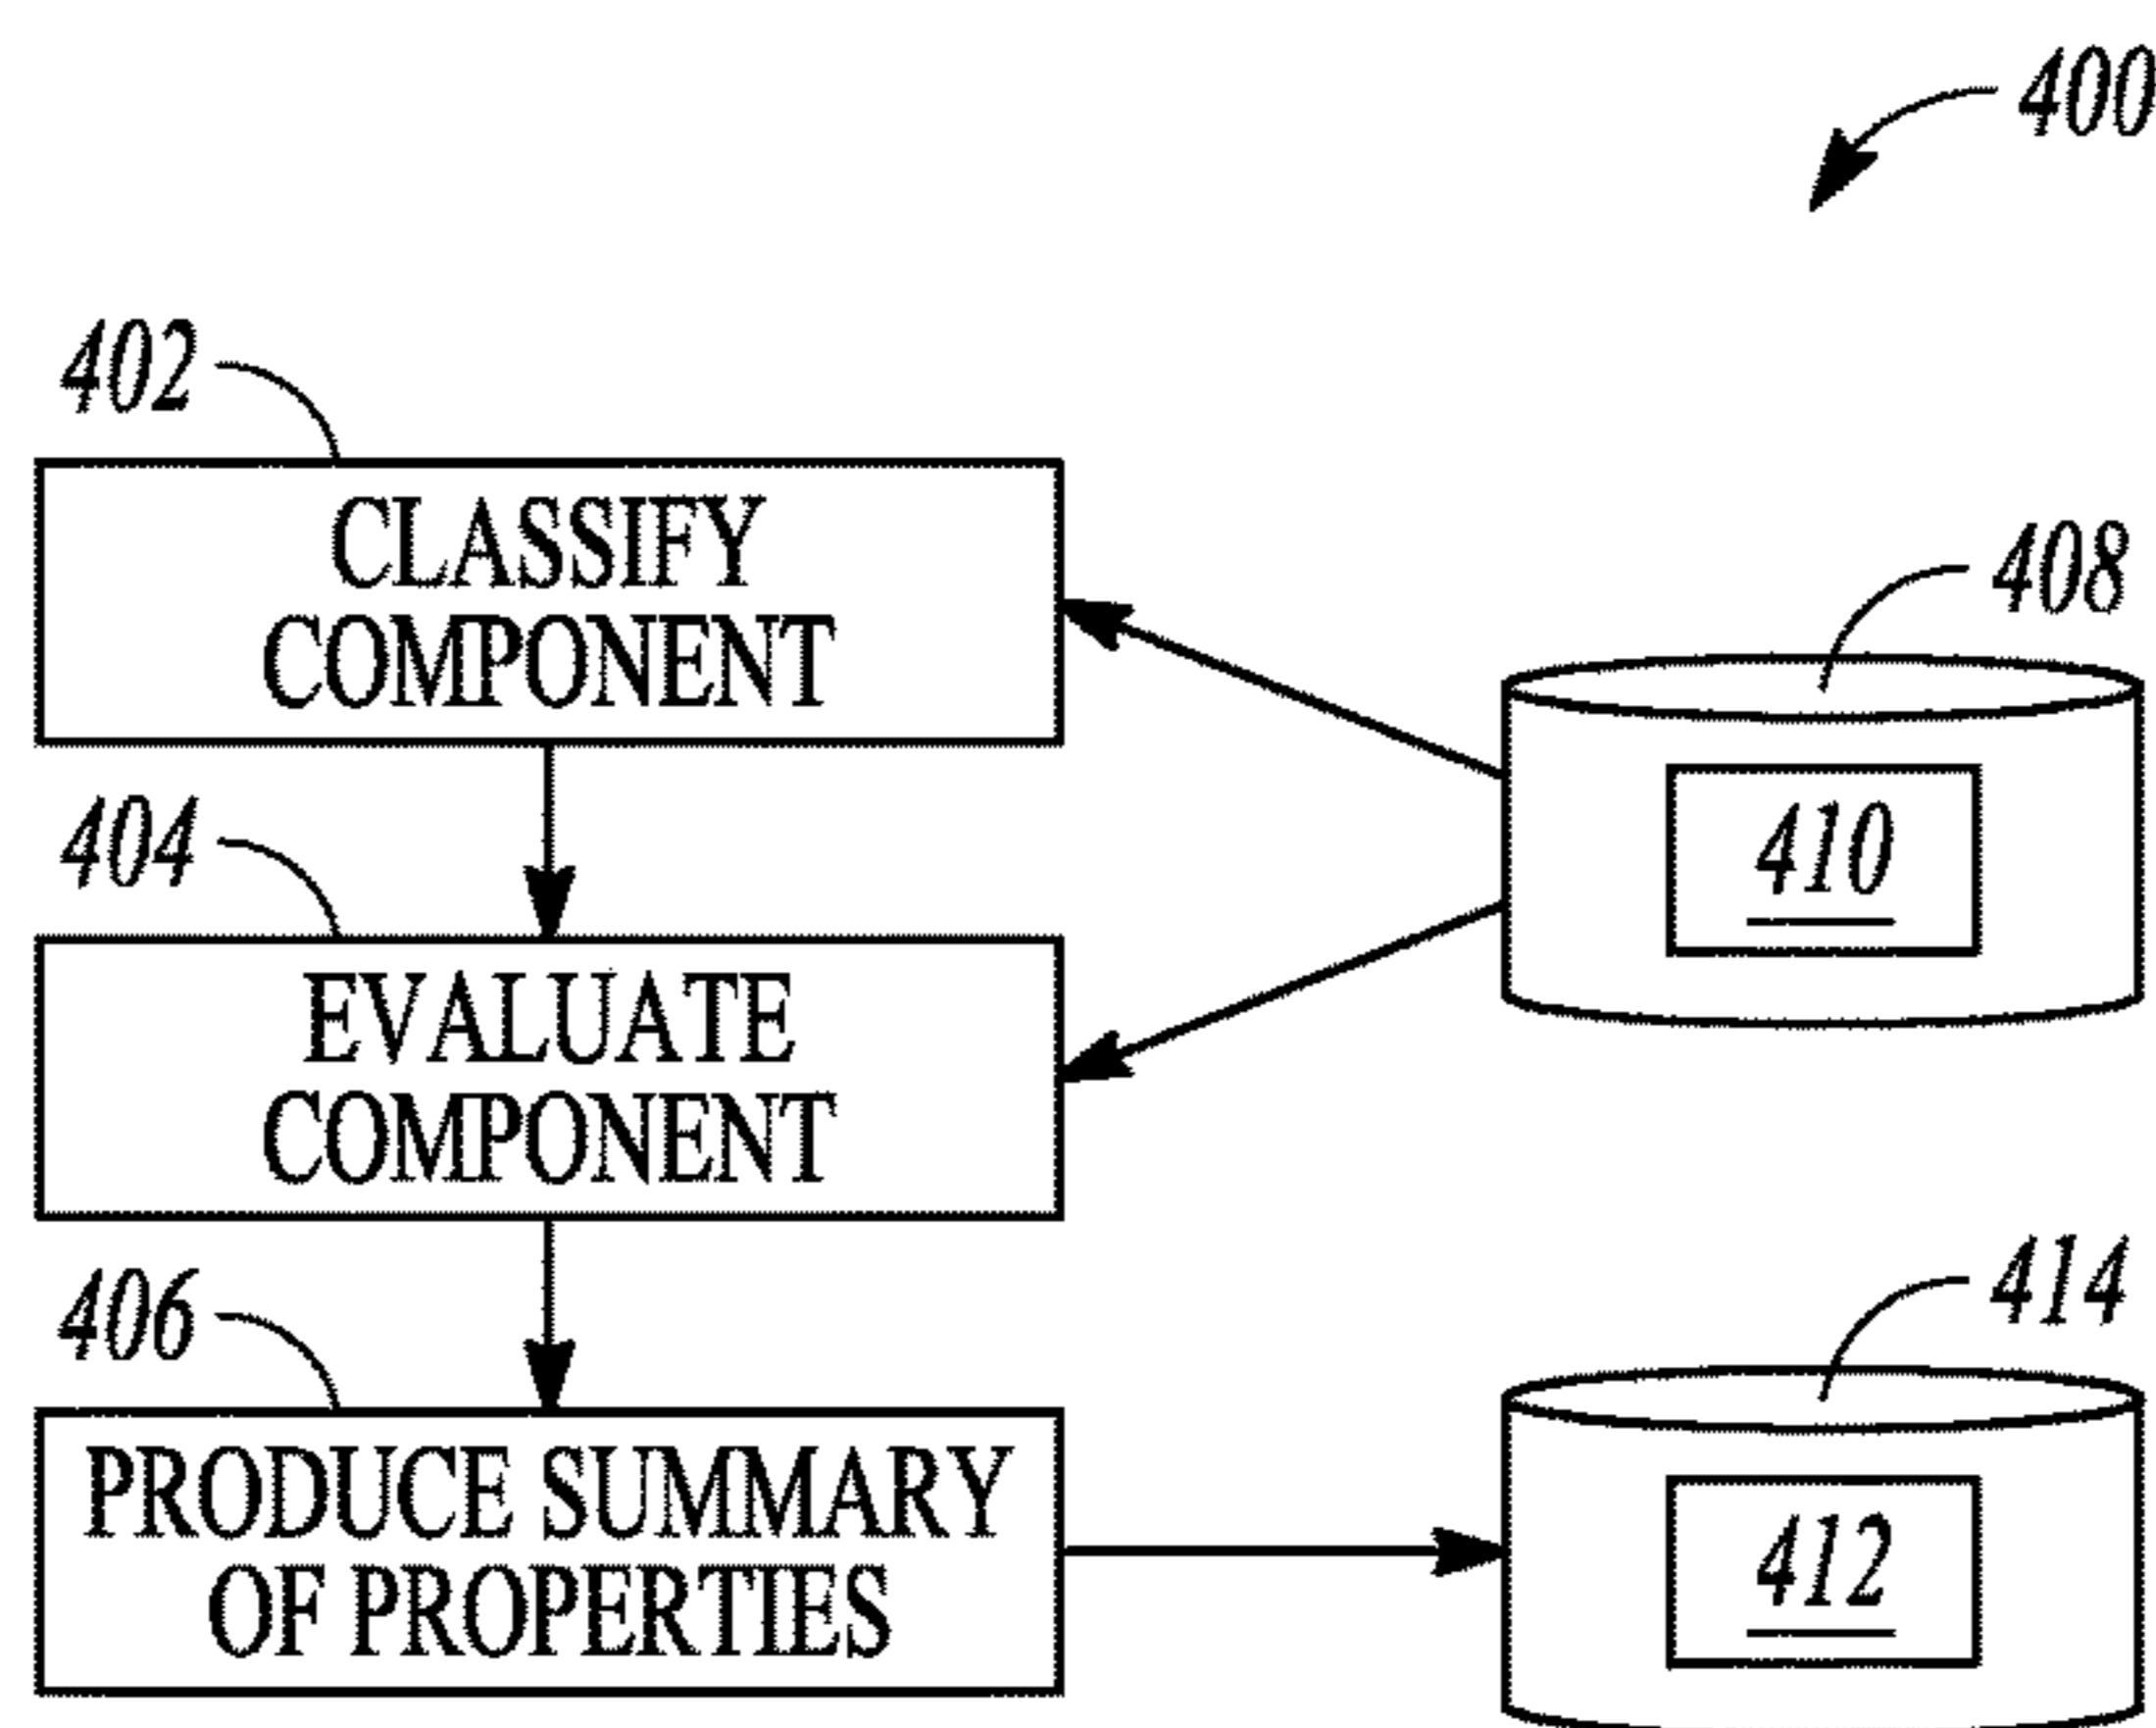 400
402
CLASSIFY
COMPONENT
408
410
404
EVALUATE
COMPONENT
406
414
PRODUCE SUMMARY
OF PROPERTIES
412